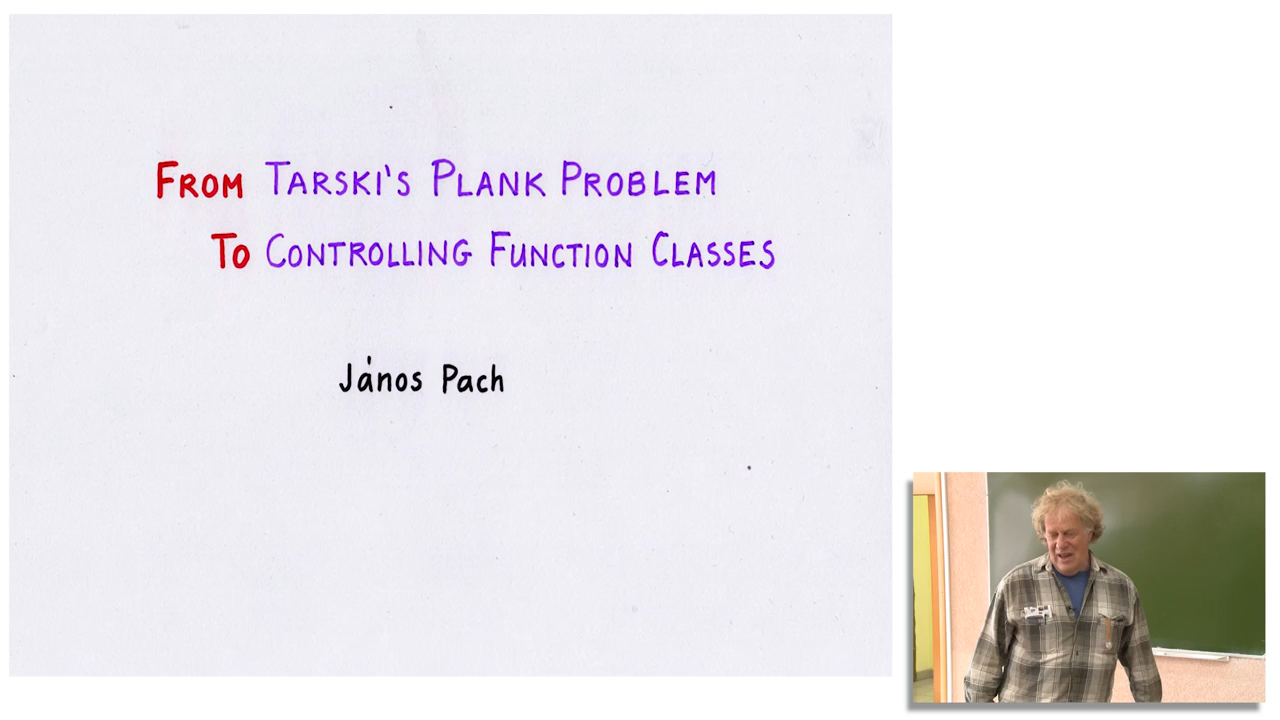 FROM TARSKI'S PLANK PROBLEM
TO CONTROLLING FUNCTION CLASSES
János Pach